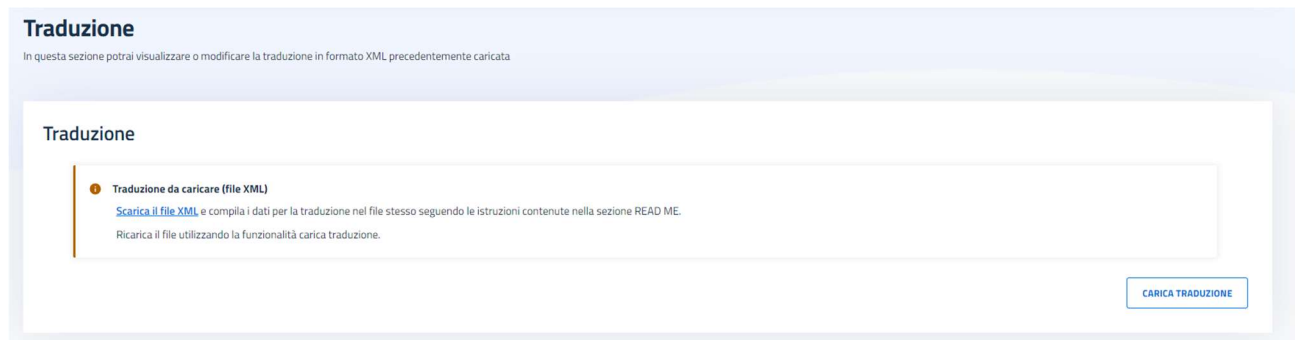 Traduzione
In questa sezione potrai visualizzare o modificare la traduzione in formato XML precedentemente caricata
Traduzione
Traduzione da caricare (file XML)
Scarica il file XML e compila i dati per la traduzione nel file stesso seguendo le istruzioni contenute nella sezione READ ME.
Ricarica il file utilizzando la funzionalità carica traduzione.
CARICA TRADUZIONE